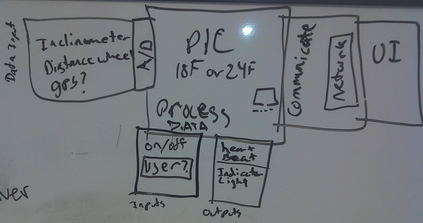 Data Input
Inclinometer
Distance wheel
gps?
A/D
PIC
18F or 24F
Process
DATA
Communicate
network
UI
on/off
User?
Inputs
heart
Beat
Indicator
Light
Outputs